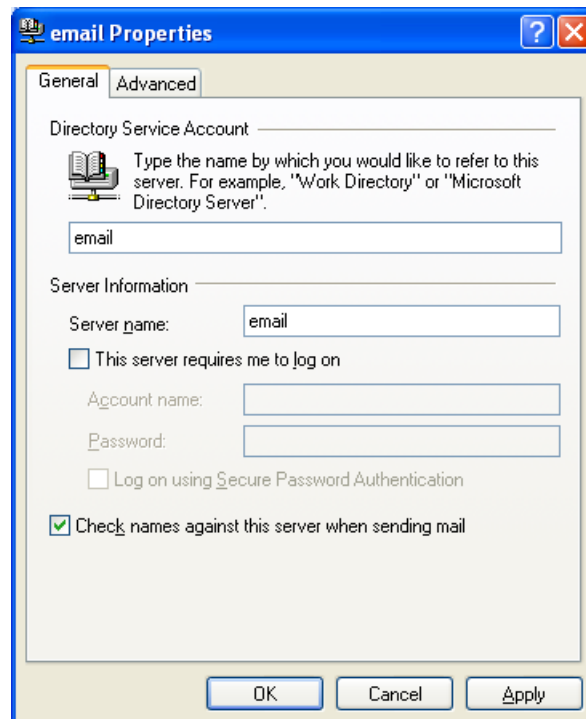 email Properties
General
Advanced
Directory Service Account
Type the name by which you would like to refer to this
server. For example, "Work Directory" or "Microsoft
Directory Server".
email
Server Information
Server name:
email
This server requires me to log on
Account name:
Password:
Log on using Secure Password Authentication
Check names against this server when sending mail
OK
Cancel
Apply